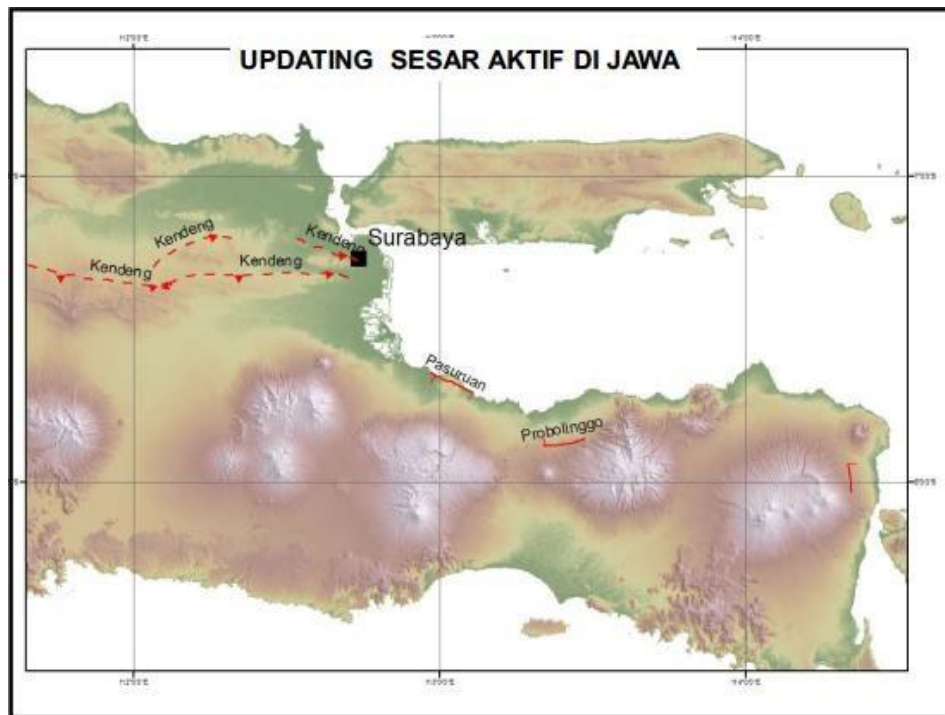 UPDATING SESAR AKTIF DI JAWA
Kendeng
Kendeng
Surabaya
Kendeng
Kendeng
Pasuruan
Probolinggo